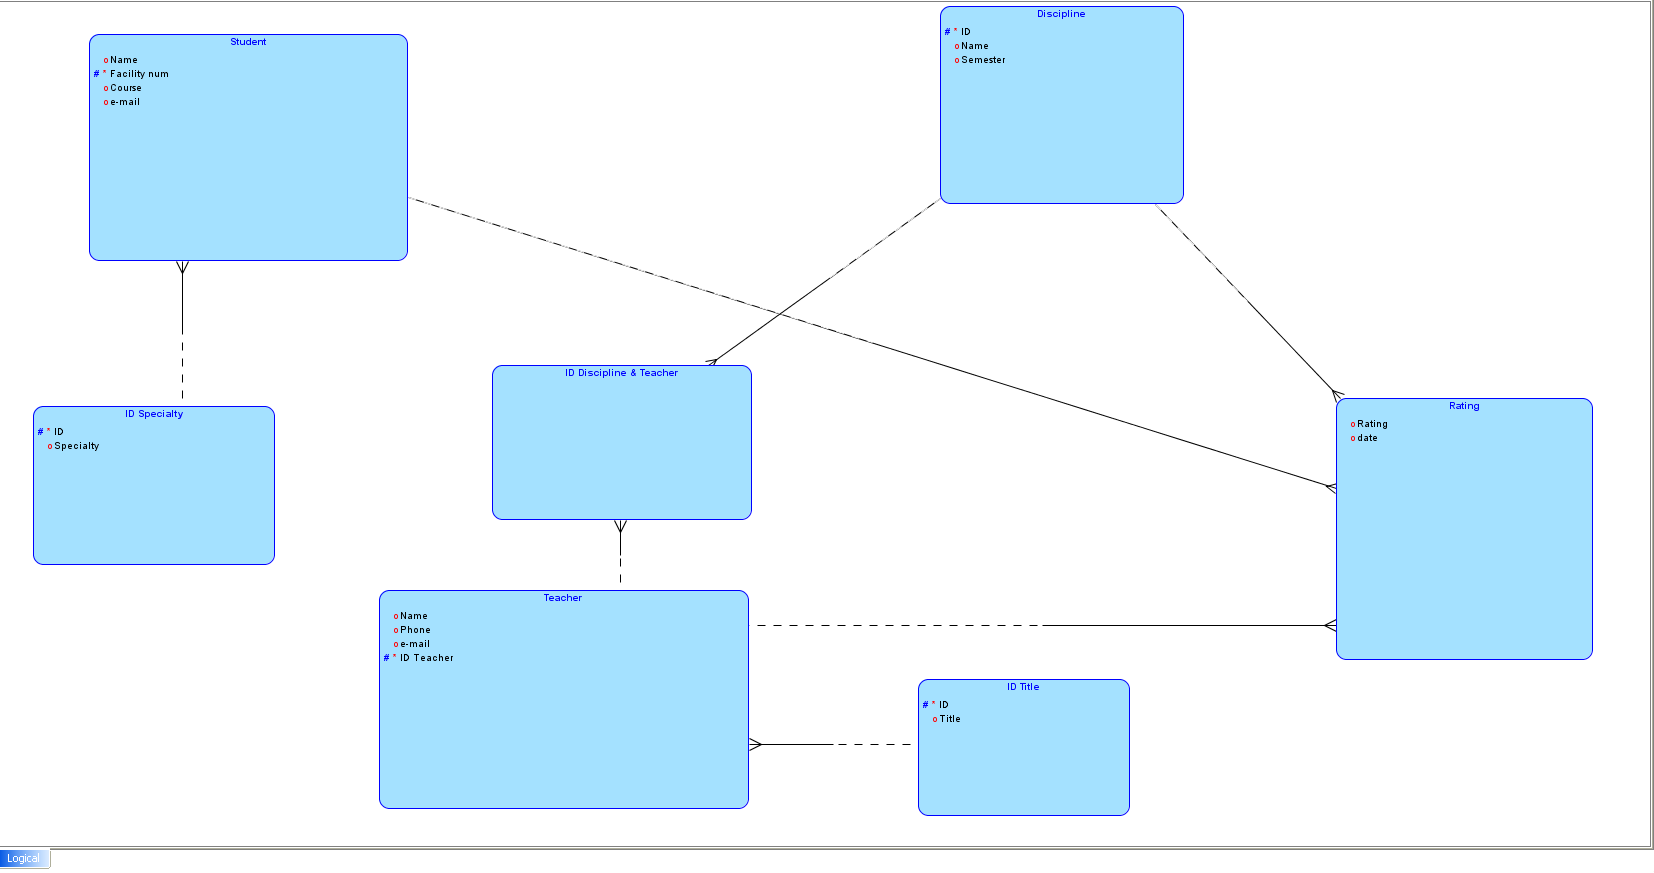 Student
o Name
# * Facility num
o Course
o e-mail
Discipline
# * ID
o Name
o Semester
ID Discipline & Teacher
ID Specialty
# * ID
o Specialty
Rating
o Rating
o date
Teacher
o Name
o Phone
o e-mail
# * ID Teacher
ID Title
# * ID
o Title
Logical